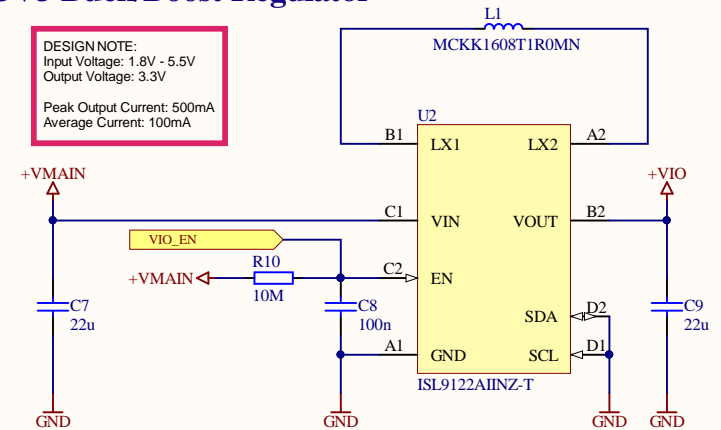 DESIGN NOTE:
Input Voltage: 1.8V - 5.5V
Output Voltage: 3.3V
Peak Output Current: 500mA
Average Current: 100mA
L1
MCKK1608T1R0MN
U2
B1 LX1 LX2 A2
+VMAIN
+VIO
C1 VIN VOUT B2
VIO_EN
R10
+VMAIN
10M
C2 EN
C7
22u
C8
100n
C9
22u
SDA D2
A1 GND SCL D1
ISL9122AIINZ-T
GND GND GND GND